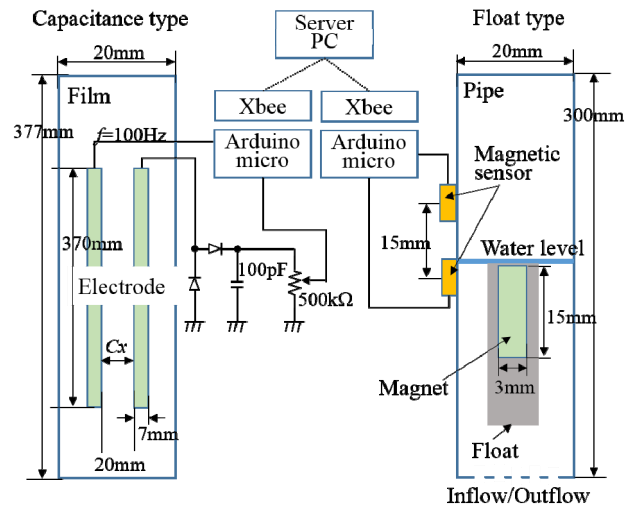 Capacitance type
Server
PC
Float type
20mm
20mm
Film
Xbee
Xbee
Pipe
377mm
f=100Hz
Arduino
micro
Arduino
micro
300mm
Magnetic
sensor
370mm
15mm
Water level
Electrode
100pF
500kΩ
15mm
Cx
Magnet
3mm
7mm
Float
20mm
Inflow/Outflow